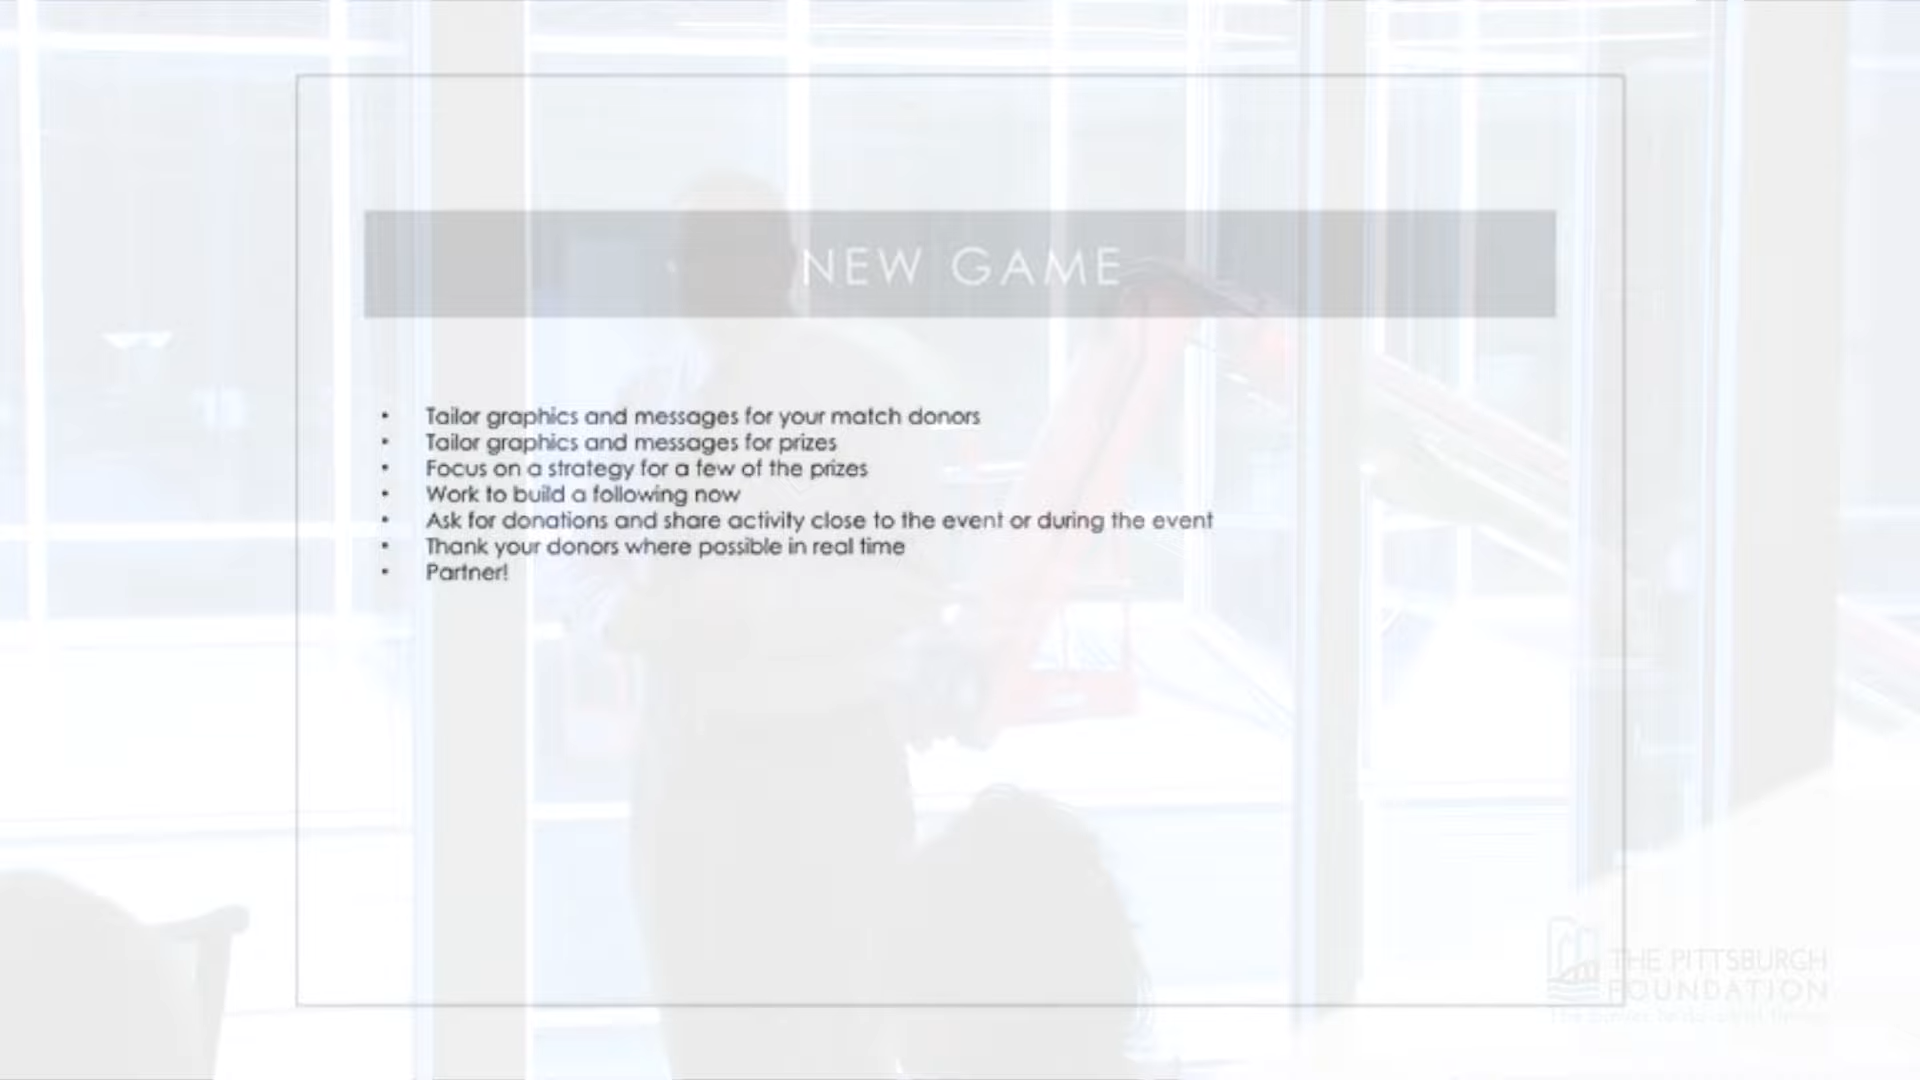 NEW GAME
• Tailor graphics and messages for your match donors
• Tailor graphics and messages for prizes
• Focus on a strategy for a few of the prizes
• Work to build a following now
• Ask for donations and share activity close to the event or during the event
• Thank your donors where possible in real time
• Partner!
THE PITTSBURGH
FOUNDATION